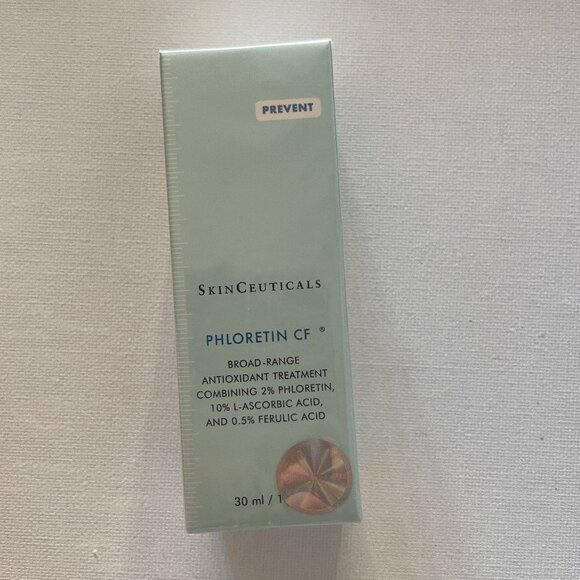 PREVENT
SKINCEUTICALS
PHLORETIN CF ®
BROAD-RANGE
ANTIOXIDANT TREATMENT
COMBINING 2% PHLORETIN,
10% L-ASCORBIC ACID,
AND 0.5% FERULIC ACID
30 ml / 1